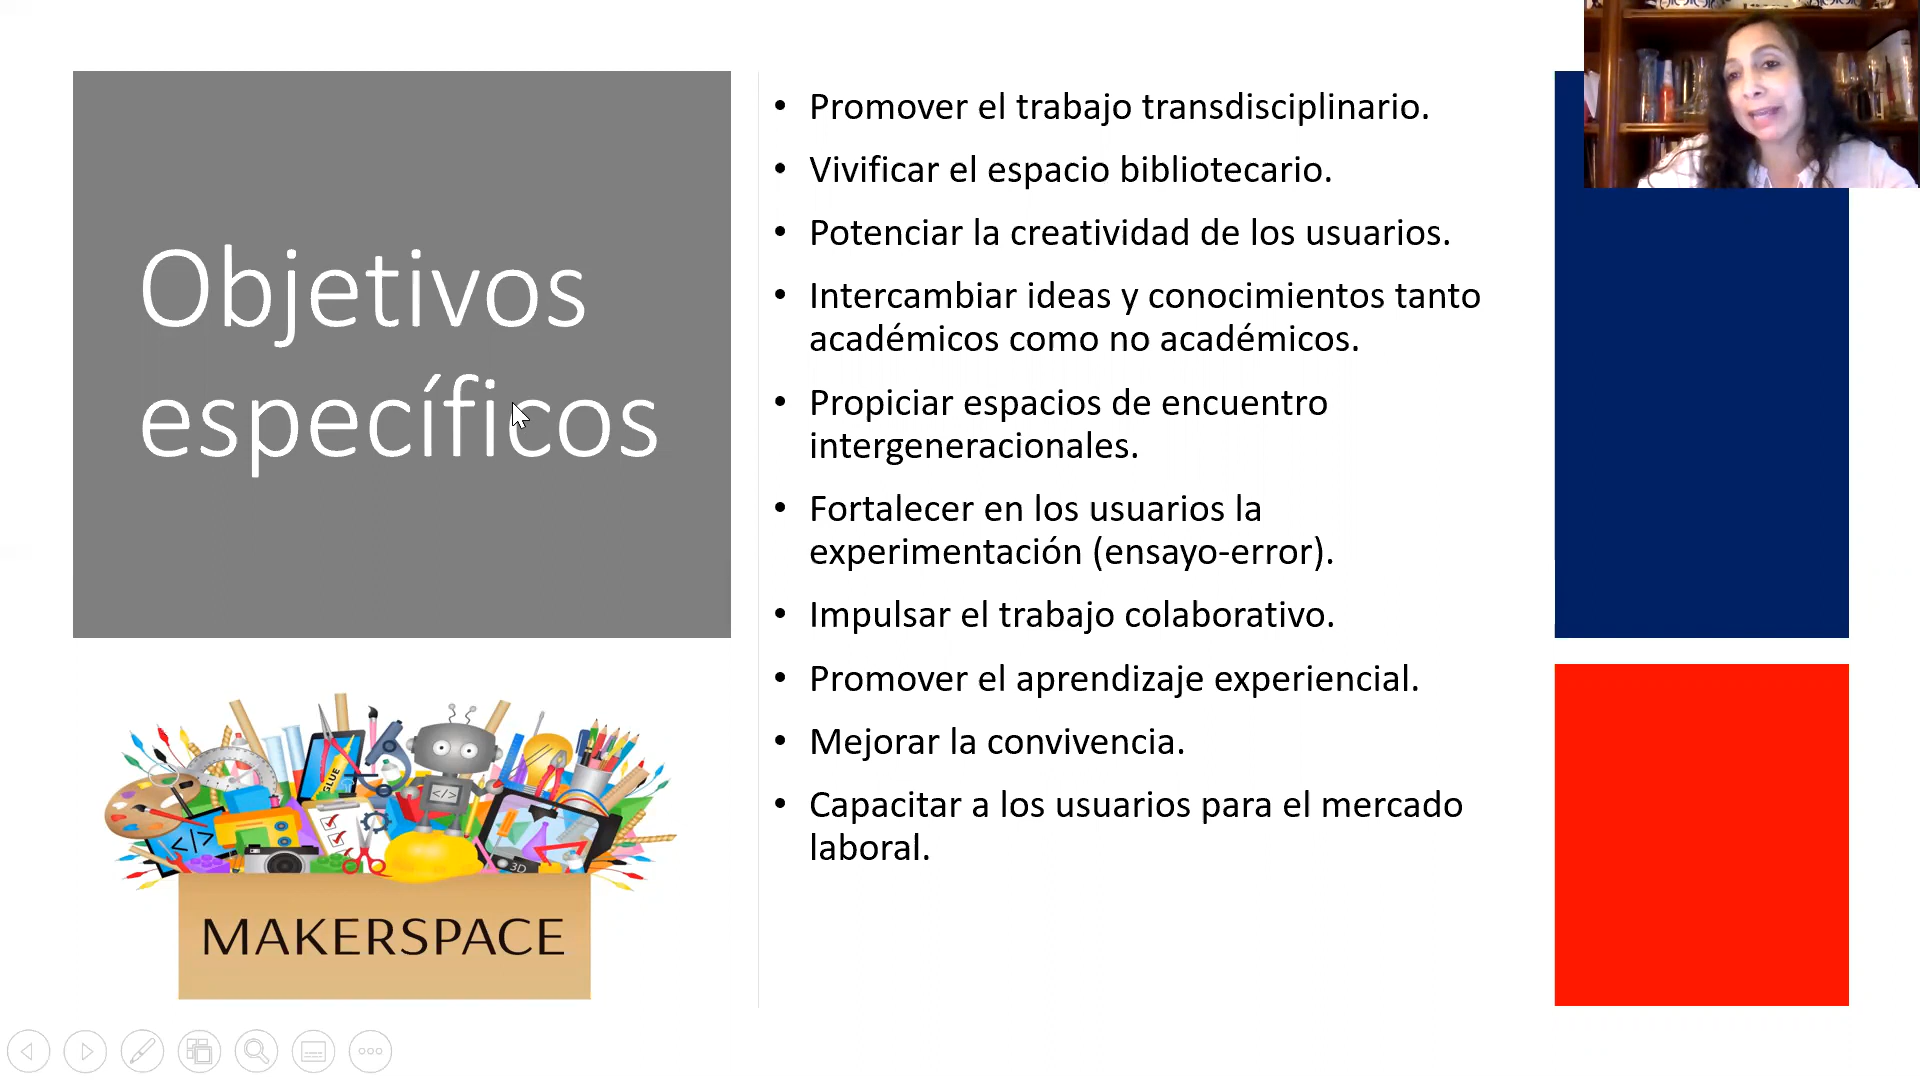 Objetivos
específicos
• Promover el trabajo transdisciplinario.
• Vivificar el espacio bibliotecario.
• Potenciar la creatividad de los usuarios.
• Intercambiar ideas y conocimientos tanto
académicos como no académicos.
• Propiciar espacios de encuentro
intergeneracionales.
• Fortalecer en los usuarios la
experimentación (ensayo-error).
• Impulsar el trabajo colaborativo.
• Promover el aprendizaje experiencial.
• Mejorar la convivencia.
• Capacitar a los usuarios para el mercado
laboral.
GLUE
</>
</>
3D
MAKERSPACE